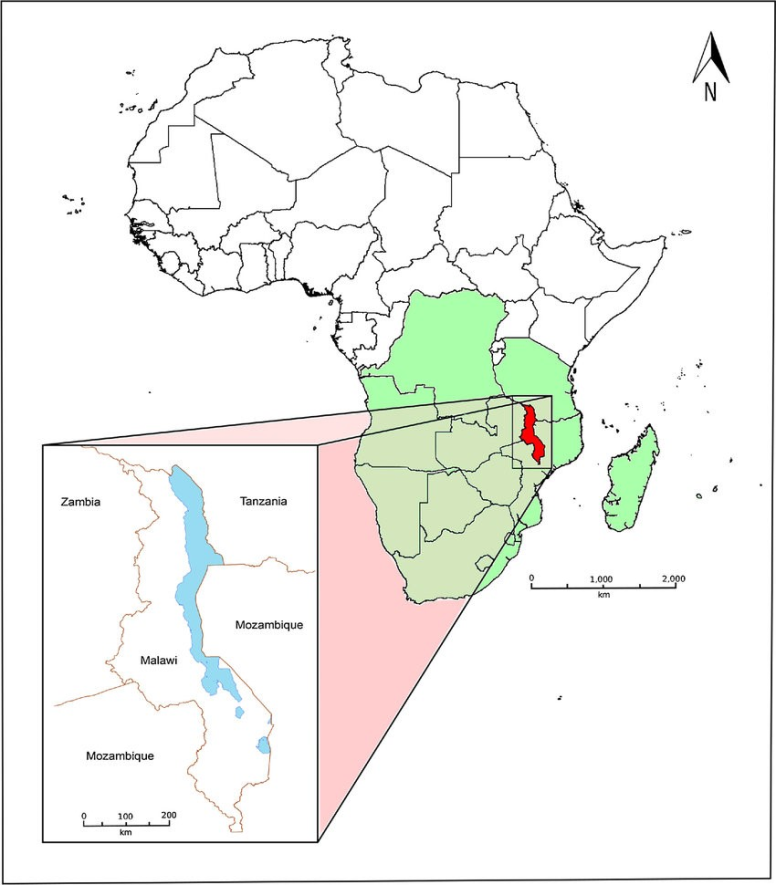 N
Zambia
Tanzania
Mozambique
Malawi
Mozambique
0 100 200
km
0 1,000 2,000
km